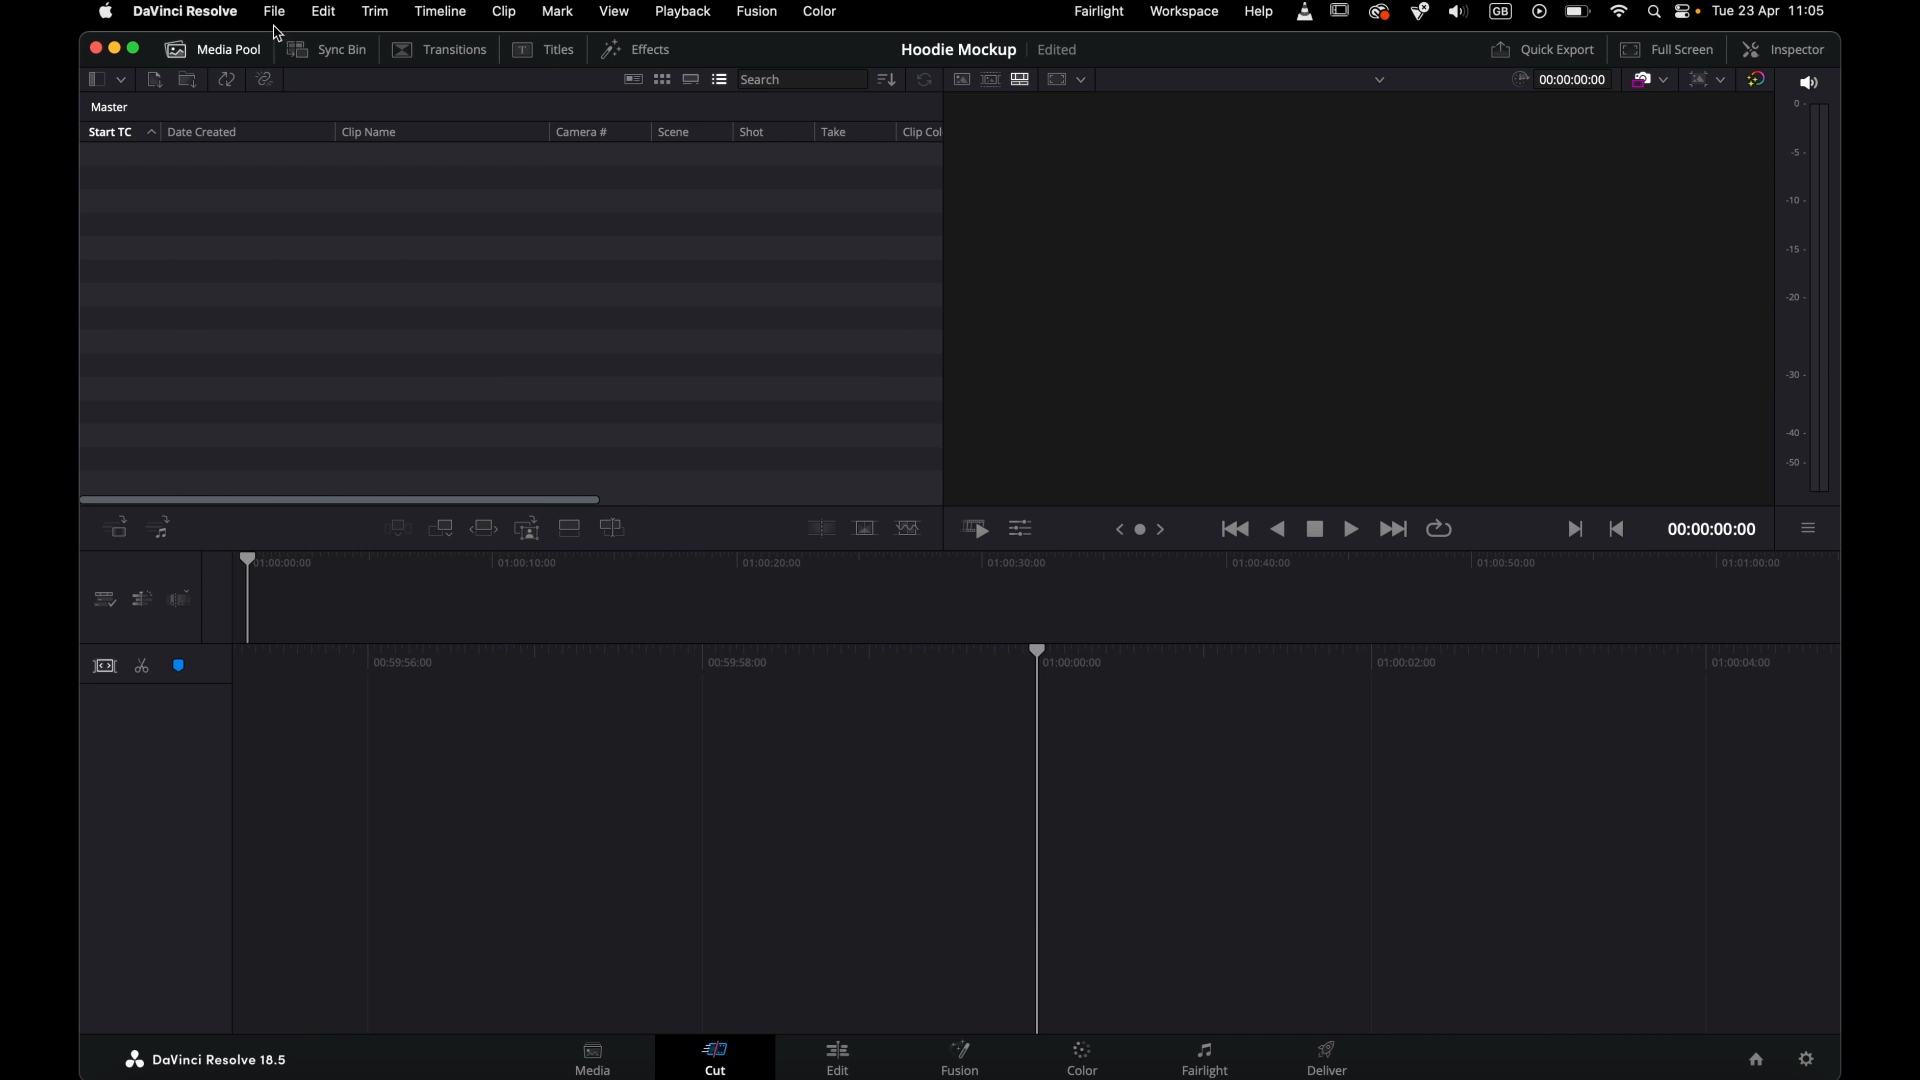 DaVinci Resolve File Edit Trim Timeline Clip Mark View Playback Fusion Color Fairlight Workspace Help GB Tue 23 Apr 11:05
Media Pool Sync Bin Transitions Titles Effects Hoodie Mockup Edited Quick Export Full Screen Inspector
Search 00:00:00:00
Master
Start TC Date Created Clip Name Camera # Scene Shot Take Clip Col
0
-5
-10
-15
-20
-30
-40
-50
00:00:00:00
01:00:00:00 01:00:10:00 01:00:20:00 01:00:30:00 01:00:40:00 01:00:50:00 01:01:00:00
00:59:56:00 00:59:58:00 01:00:00:00 01:00:02:00 01:00:04:00
DaVinci Resolve 18.5 Media Cut Edit Fusion Color Fairlight Deliver